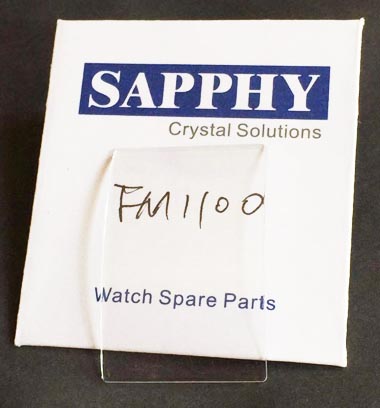 SAPPHY
Crystal Solutions
FM1100
Watch Spare Parts